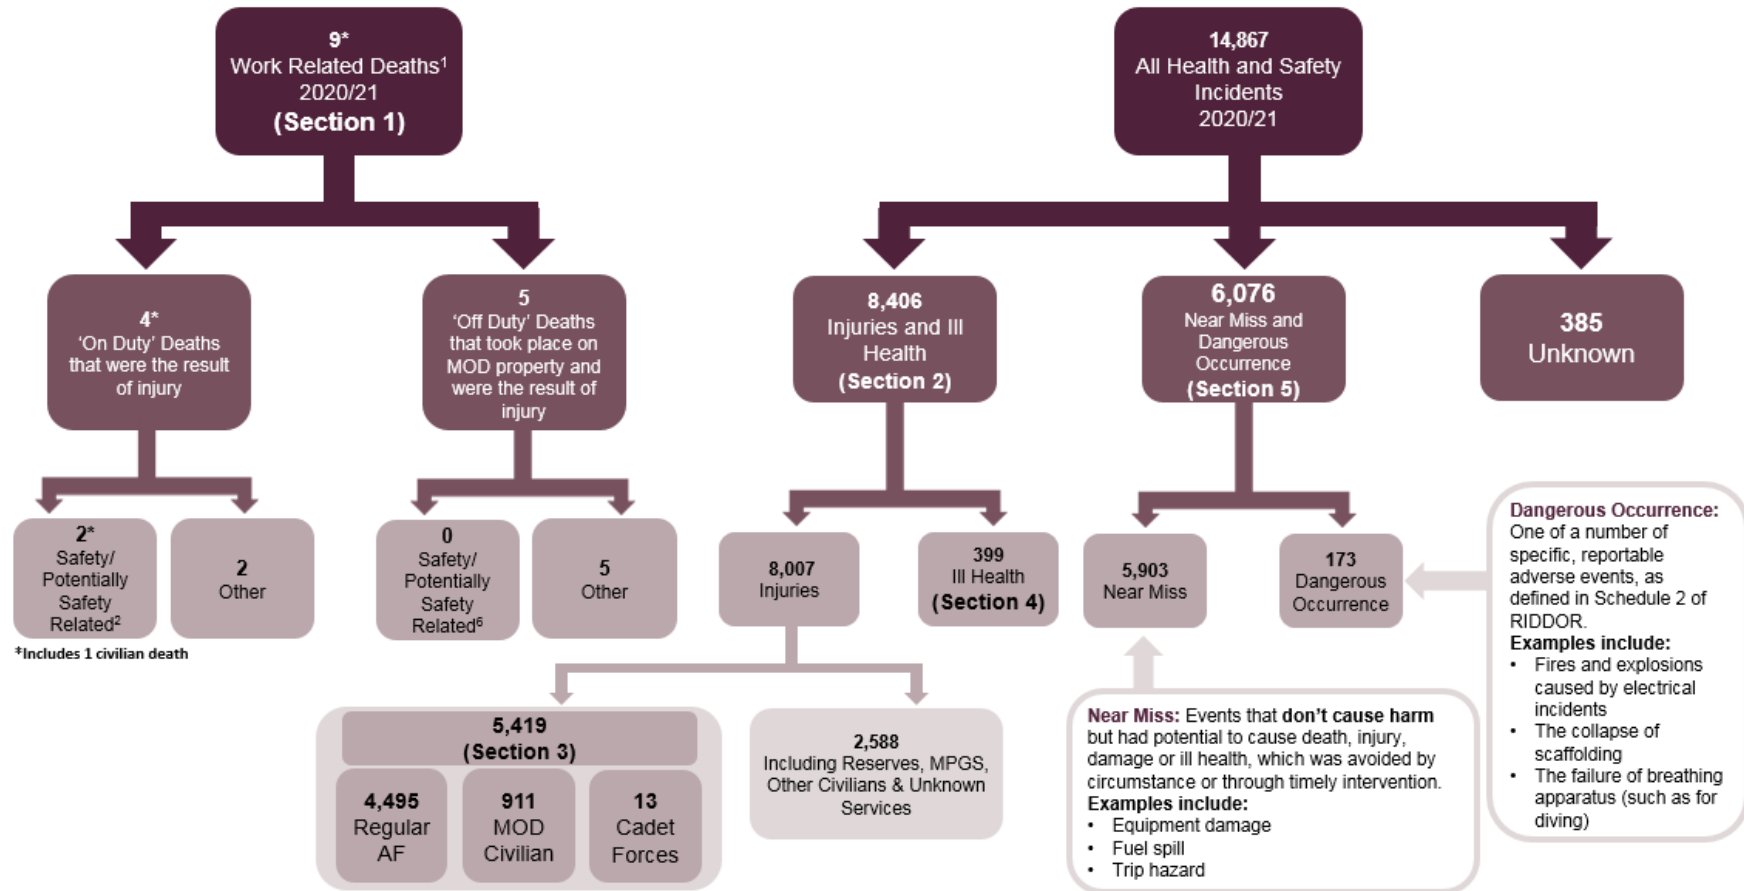 9*
Work Related Deaths¹
2020/21
(Section 1)
14,867
All Health and Safety
Incidents
2020/21
4*
‘On Duty’ Deaths
that were the result
of injury
5
‘Off Duty’ Deaths
that took place on
MOD property and
were the result of
injury
8,406
Injuries and Ill
Health
(Section 2)
6,076
Near Miss and
Dangerous
Occurrence
(Section 5)
385
Unknown
2*
Safety/
Potentially
Safety
Related²
2
Other
0
Safety/
Potentially
Safety
Related⁶
5
Other
8,007
Injuries
399
Ill Health
(Section 4)
5,903
Near Miss
173
Dangerous
Occurrence
*Includes 1 civilian death
5,419
(Section 3)
4,495
Regular
AF
911
MOD
Civilian
13
Cadet
Forces
2,588
Including Reserves, MPGS,
Other Civilians & Unknown
Services
Near Miss: Events that don’t cause harm
but had potential to cause death, injury,
damage or ill health, which was avoided by
circumstance or through timely intervention.
Examples include:
• Equipment damage
• Fuel spill
• Trip hazard
Dangerous Occurrence:
One of a number of
specific, reportable
adverse events, as
defined in Schedule 2 of
RIDDOR.
Examples include:
• Fires and explosions
caused by electrical
incidents
• The collapse of
scaffolding
• The failure of breathing
apparatus (such as for
diving)